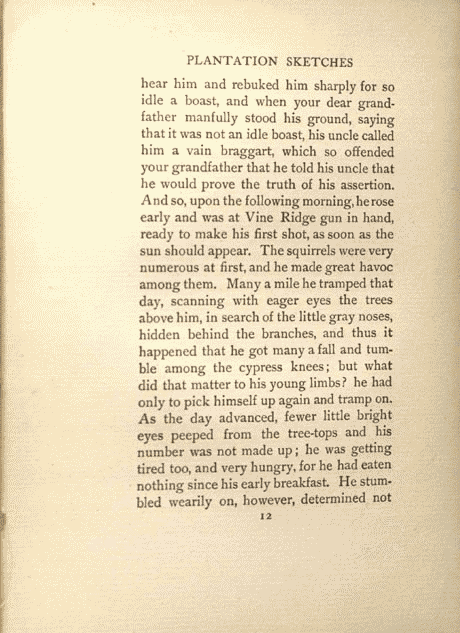 PLANTATION SKETCHES
hear him and rebuked him sharply for so
idle a boast, and when your dear grand-
father manfully stood his ground, saying
that it was not an idle boast, his uncle called
him a vain braggart, which so offended
your grandfather that he told his uncle that
he would prove the truth of his assertion.
And so, upon the following morning, he rose
early and was at Vine Ridge gun in hand,
ready to make his first shot, as soon as the
sun should appear. The squirrels were very
numerous at first, and he made great havoc
among them. Many a mile he tramped that
day, scanning with eager eyes the trees
above him, in search of the little gray noses,
hidden behind the branches, and thus it
happened that he got many a fall and tum-
ble among the cypress knees; but what
did that matter to his young limbs? he had
only to pick himself up again and tramp on.
As the day advanced, fewer little bright
eyes peeped from the tree-tops and his
number was not made up; he was getting
tired too, and very hungry, for he had eaten
nothing since his early breakfast. He stum-
bled wearily on, however, determined not
12